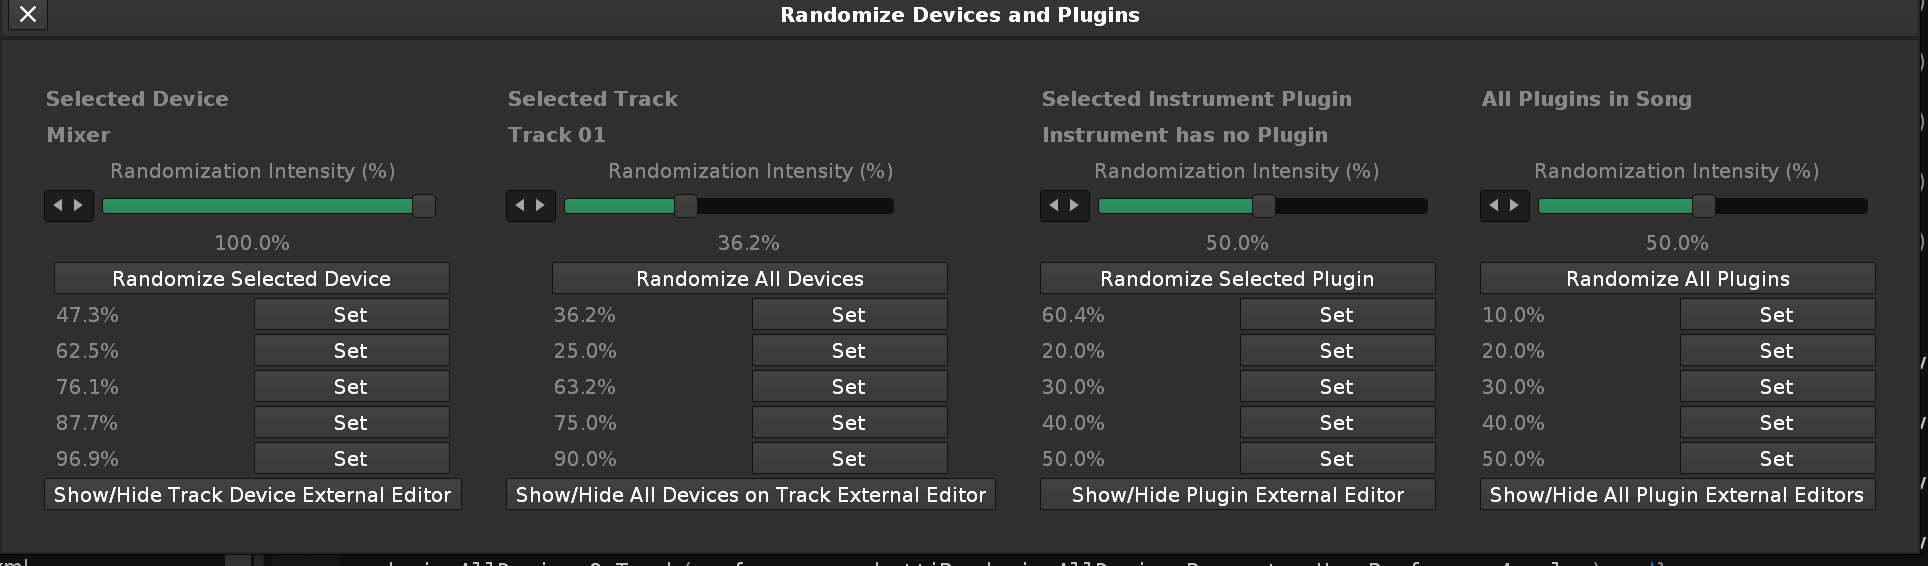 Randomize Devices and Plugins
Selected Device Selected Track Selected Instrument Plugin All Plugins in Song
Mixer Track 01 Instrument has no Plugin
Randomization Intensity (%) Randomization Intensity (%) Randomization Intensity (%) Randomization Intensity (%)
100.0% 36.2% 50.0% 50.0%
Randomize Selected Device Randomize All Devices Randomize Selected Plugin Randomize All Plugins
47.3% Set 36.2% Set 60.4% Set 10.0% Set
62.5% Set 25.0% Set 20.0% Set 20.0% Set
76.1% Set 63.2% Set 30.0% Set 30.0% Set
87.7% Set 75.0% Set 40.0% Set 40.0% Set
96.9% Set 90.0% Set 50.0% Set 50.0% Set
Show/Hide Track Device External Editor Show/Hide All Devices on Track External Editor Show/Hide Plugin External Editor Show/Hide All Plugin External Editors